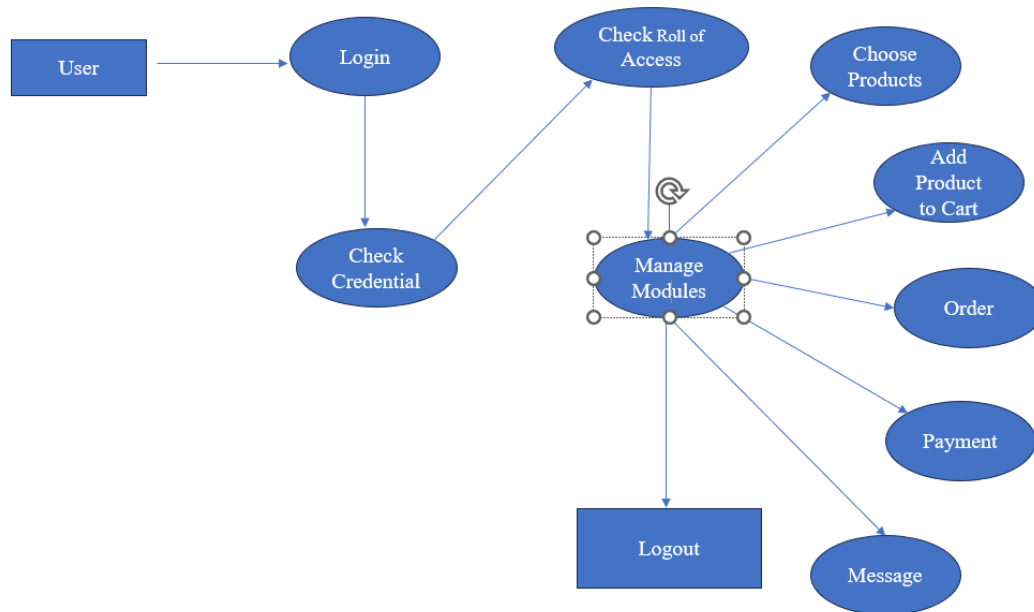 User
Login
Check Roll of
Access
Choose
Products
Add
Product
to Cart
Check
Credential
Manage
Modules
Order
Payment
Logout
Message